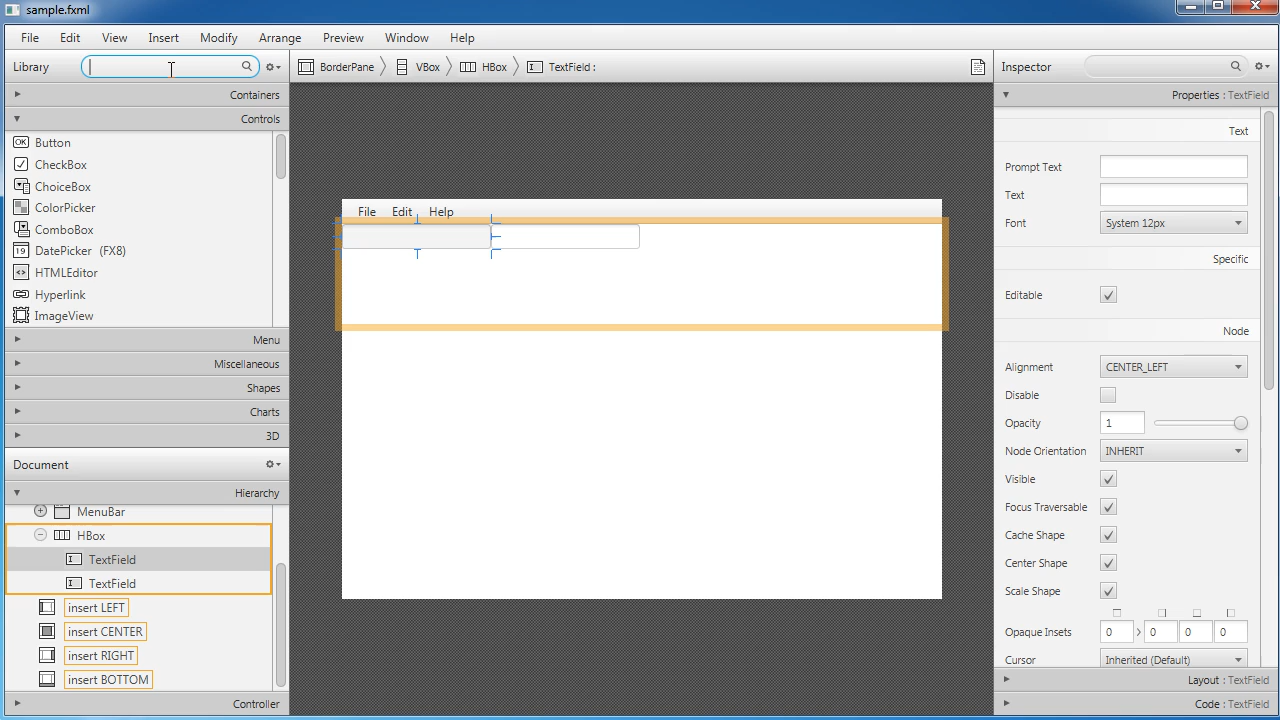 sample.fxml
File Edit View Insert Modify Arrange Preview Window Help
Library
Containers
Controls
OK Button
CheckBox
ChoiceBox
ColorPicker
ComboBox
19 DatePicker (FX8)
HTMLEditor
Hyperlink
ImageView
Menu
Miscellaneous
Shapes
Charts
3D
Document
Hierarchy
MenuBar
HBox
TextField
TextField
insert LEFT
insert CENTER
insert RIGHT
insert BOTTOM
Controller
BorderPane VBox HBox TextField :
File Edit Help
Inspector
Properties : TextField
Text
Prompt Text
Text
Font System 12px
Specific
Editable
Node
Alignment CENTER_LEFT
Disable
Opacity 1
Node Orientation INHERIT
Visible
Focus Traversable
Cache Shape
Center Shape
Scale Shape
Opaque Insets 0 0 0 0
Cursor Inherited (Default)
Layout : TextField
Code : TextField